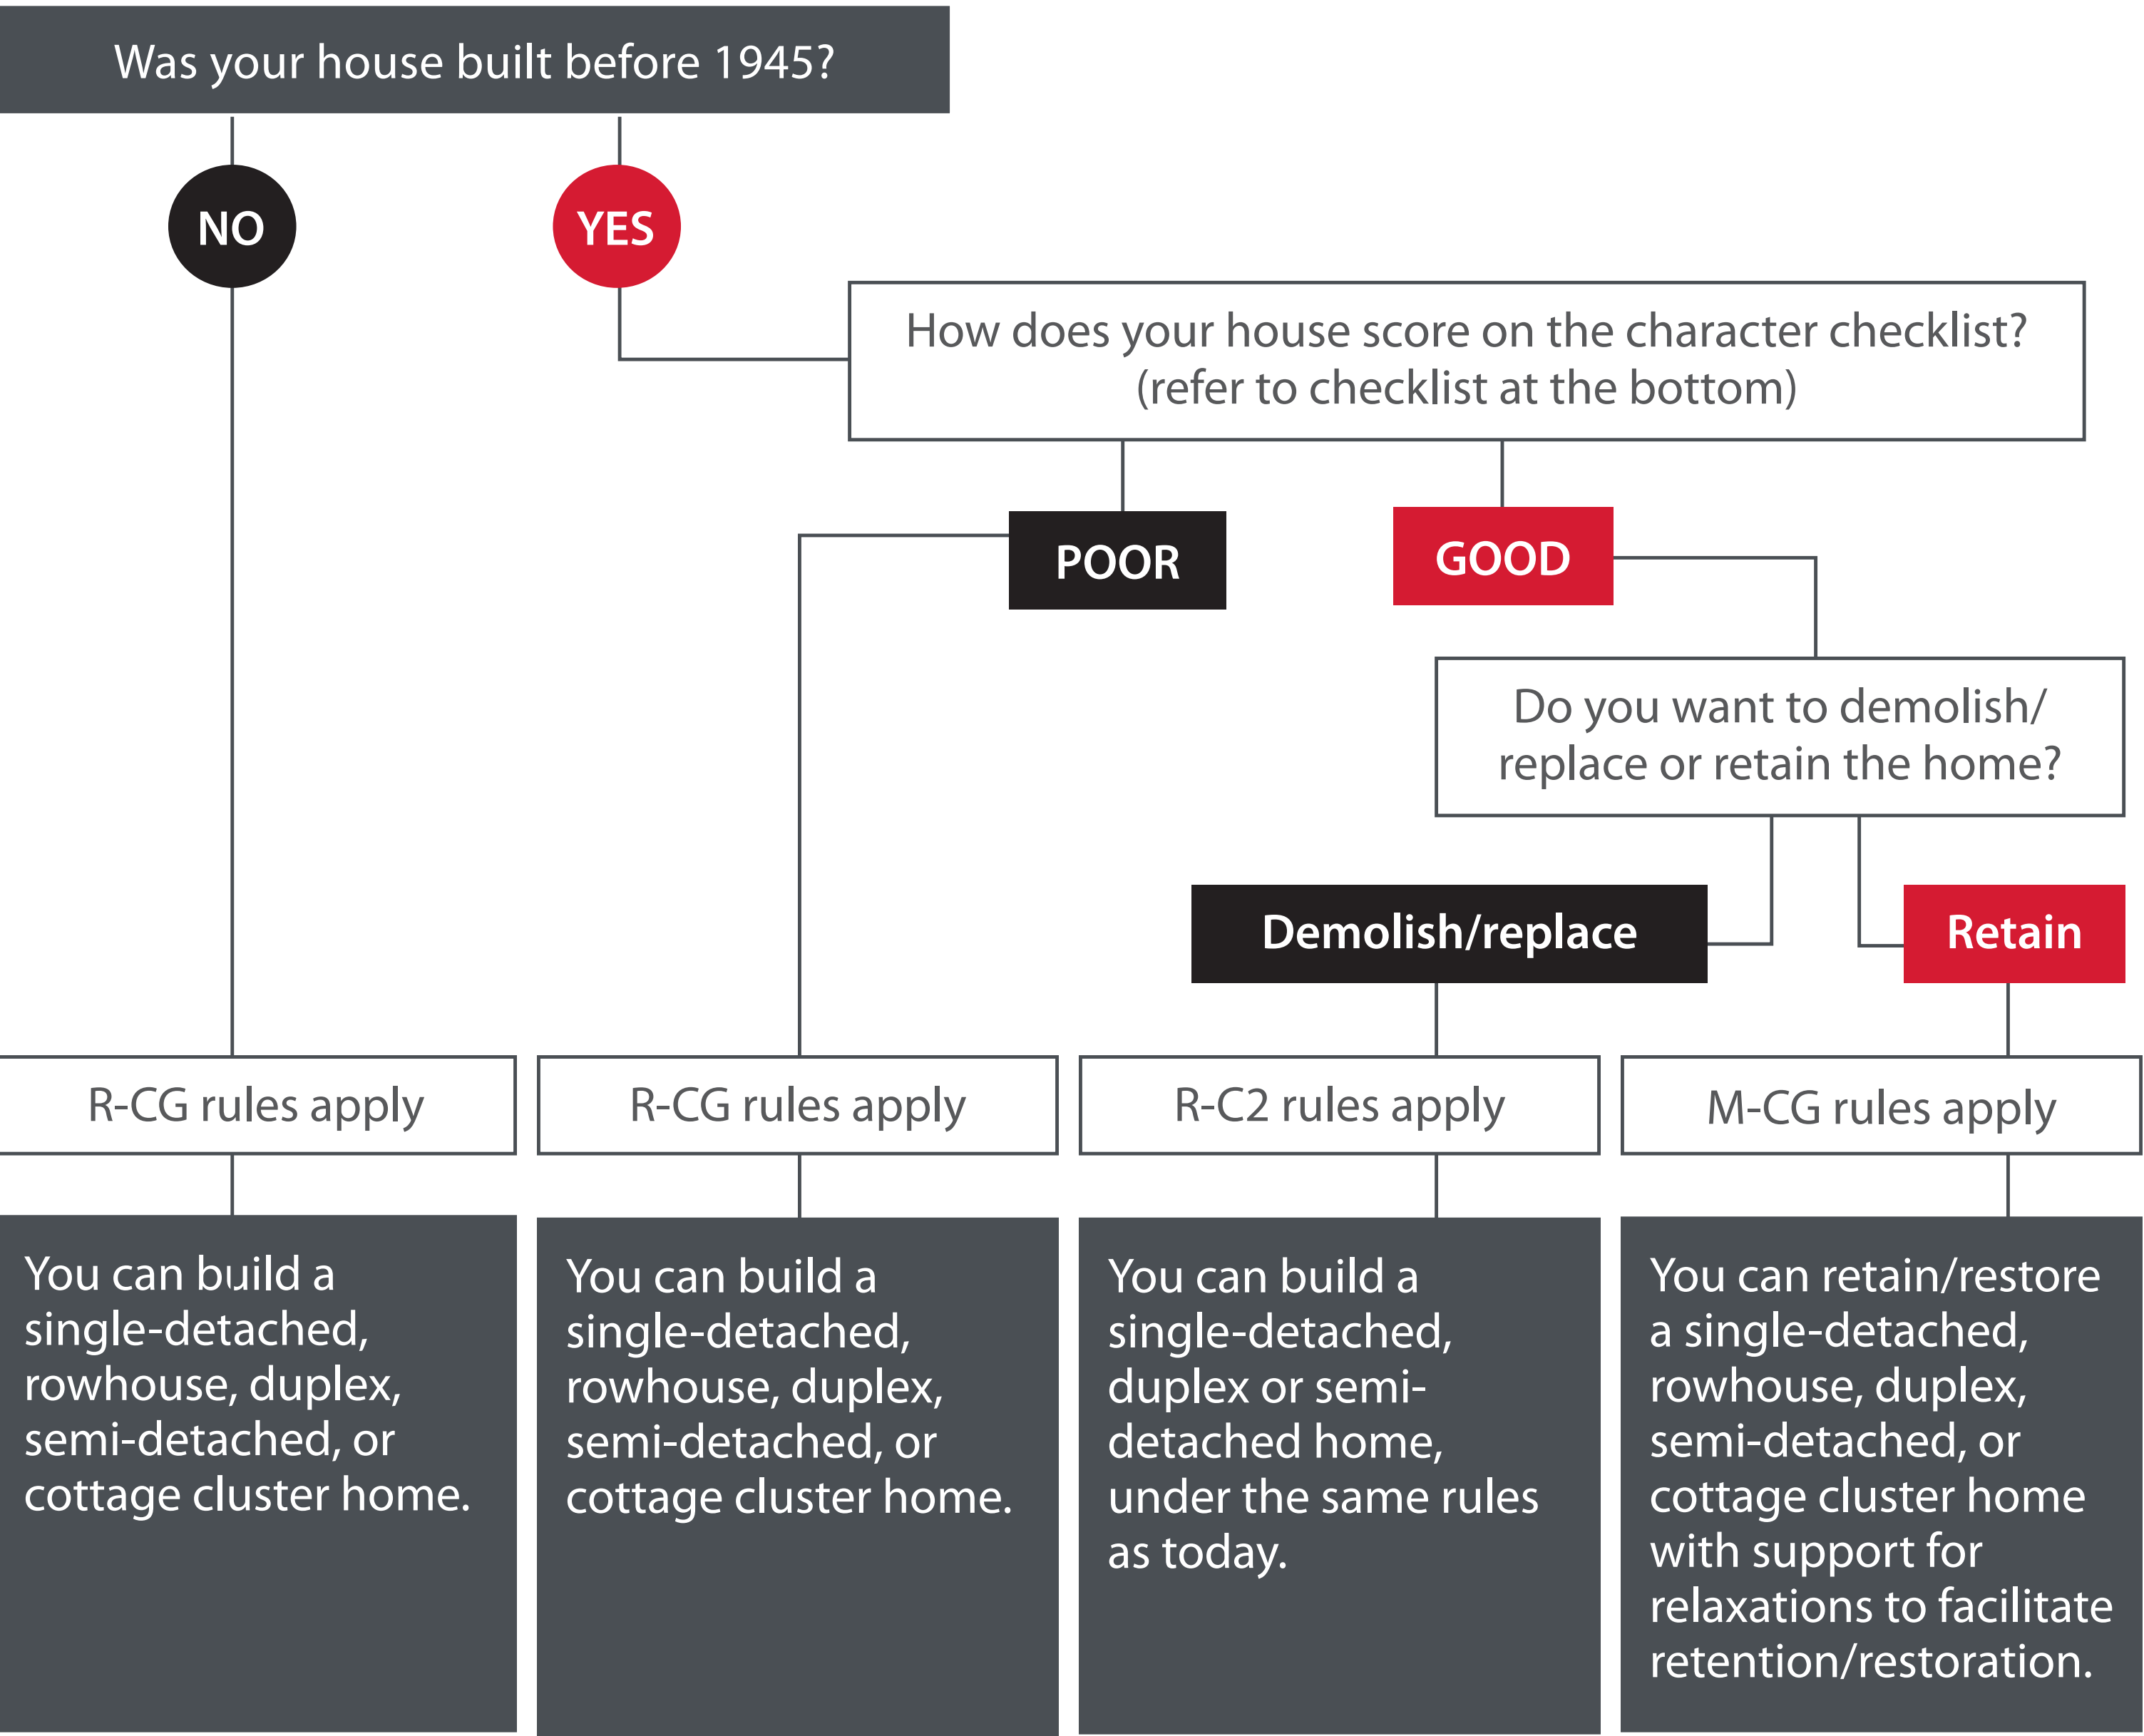 Was your house built before 1945?
NO
YES
How does your house score on the character checklist?
(refer to checklist at the bottom)
POOR
GOOD
Do you want to demolish/
replace or retain the home?
Demolish/replace
Retain
R-CG rules apply
R-CG rules apply
R-C2 rules apply
M-CG rules apply
You can build a
single-detached,
rowhouse, duplex,
semi-detached, or
cottage cluster home.
You can build a
single-detached,
rowhouse, duplex,
semi-detached, or
cottage cluster home.
You can build a
single-detached,
duplex or semi-
detached home,
under the same rules
as today.
You can retain/restore
a single-detached,
rowhouse, duplex,
semi-detached, or
cottage cluster home
with support for
relaxations to facilitate
retention/restoration.